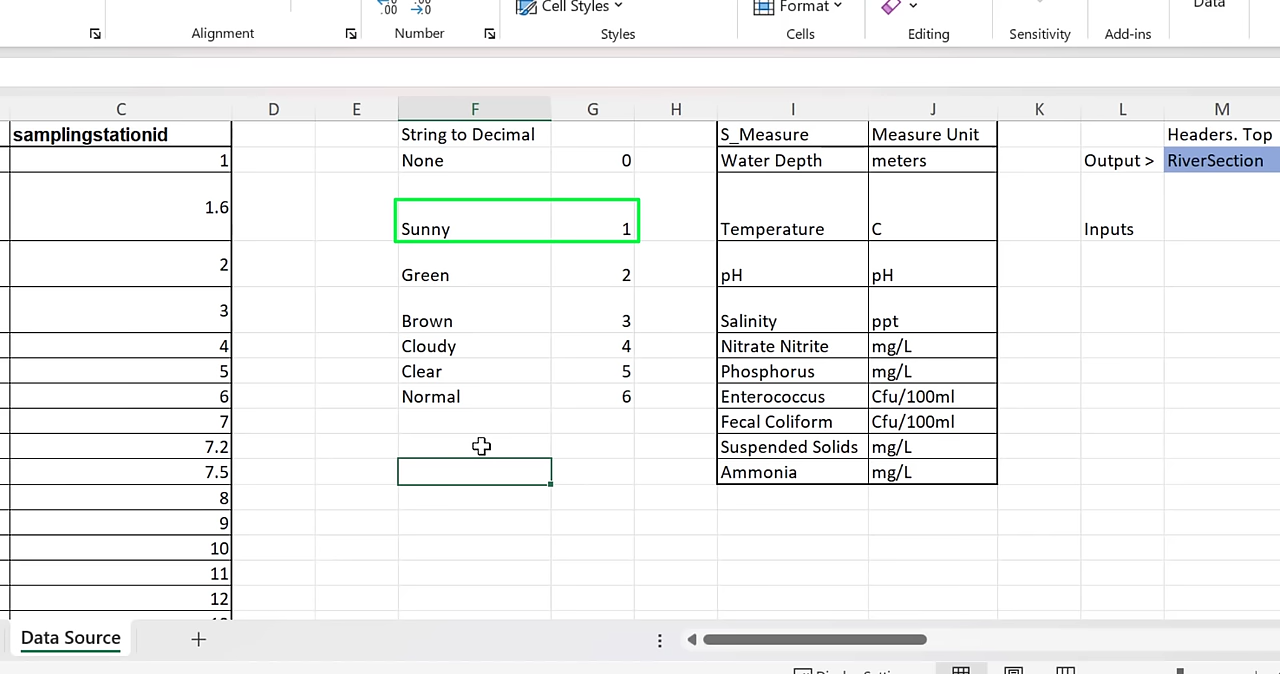 .00 .00
→0
Cell Styles
Format
Data
Alignment Number Styles Cells Editing Sensitivity Add-ins
C D E F G H I J K L M
samplingstationid String to Decimal S_Measure Measure Unit Headers. Top
1 None 0 Water Depth meters Output > RiverSection
1.6 Sunny 1 Temperature C Inputs
2 Green 2 pH pH
3 Brown 3 Salinity ppt
4 Cloudy 4 Nitrate Nitrite mg/L
5 Clear 5 Phosphorus mg/L
6 Normal 6 Enterococcus Cfu/100ml
7 Fecal Coliform Cfu/100ml
7.2 Suspended Solids mg/L
7.5 Ammonia mg/L
8
9
10
11
12
Data Source